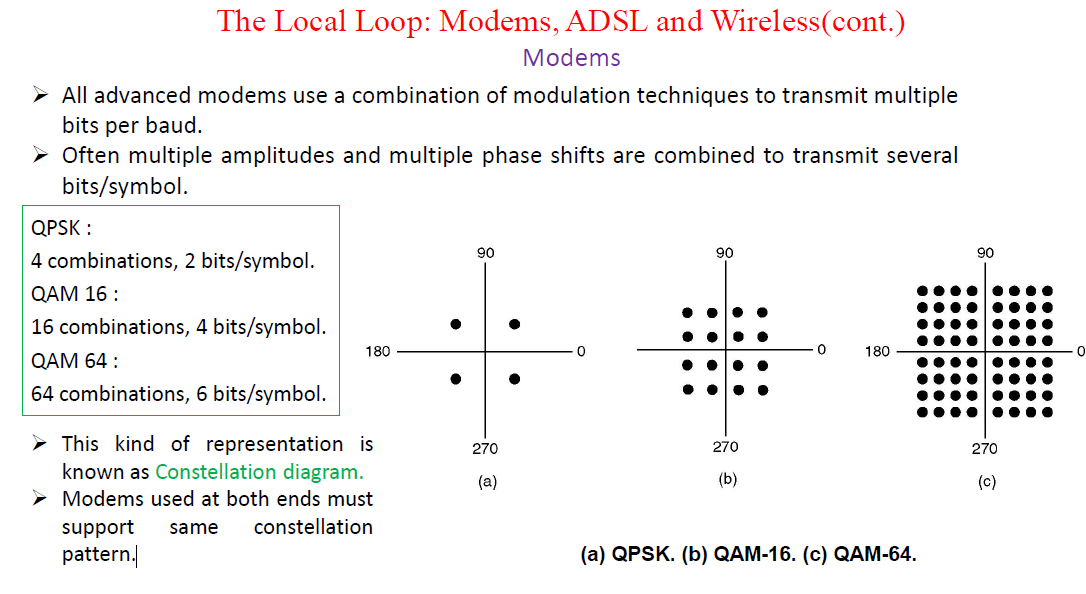 The Local Loop: Modems, ADSL and Wireless(cont.)
Modems
➢ All advanced modems use a combination of modulation techniques to transmit multiple
bits per baud.
➢ Often multiple amplitudes and multiple phase shifts are combined to transmit several
bits/symbol.
QPSK :
4 combinations, 2 bits/symbol.
QAM 16 :
16 combinations, 4 bits/symbol.
QAM 64 :
64 combinations, 6 bits/symbol.
➢ This kind of representation is
known as Constellation diagram.
➢ Modems used at both ends must
support same constellation
pattern.
90
180
0
270
(a)
90
0
270
(b)
90
180
0
270
(c)
(a) QPSK. (b) QAM-16. (c) QAM-64.